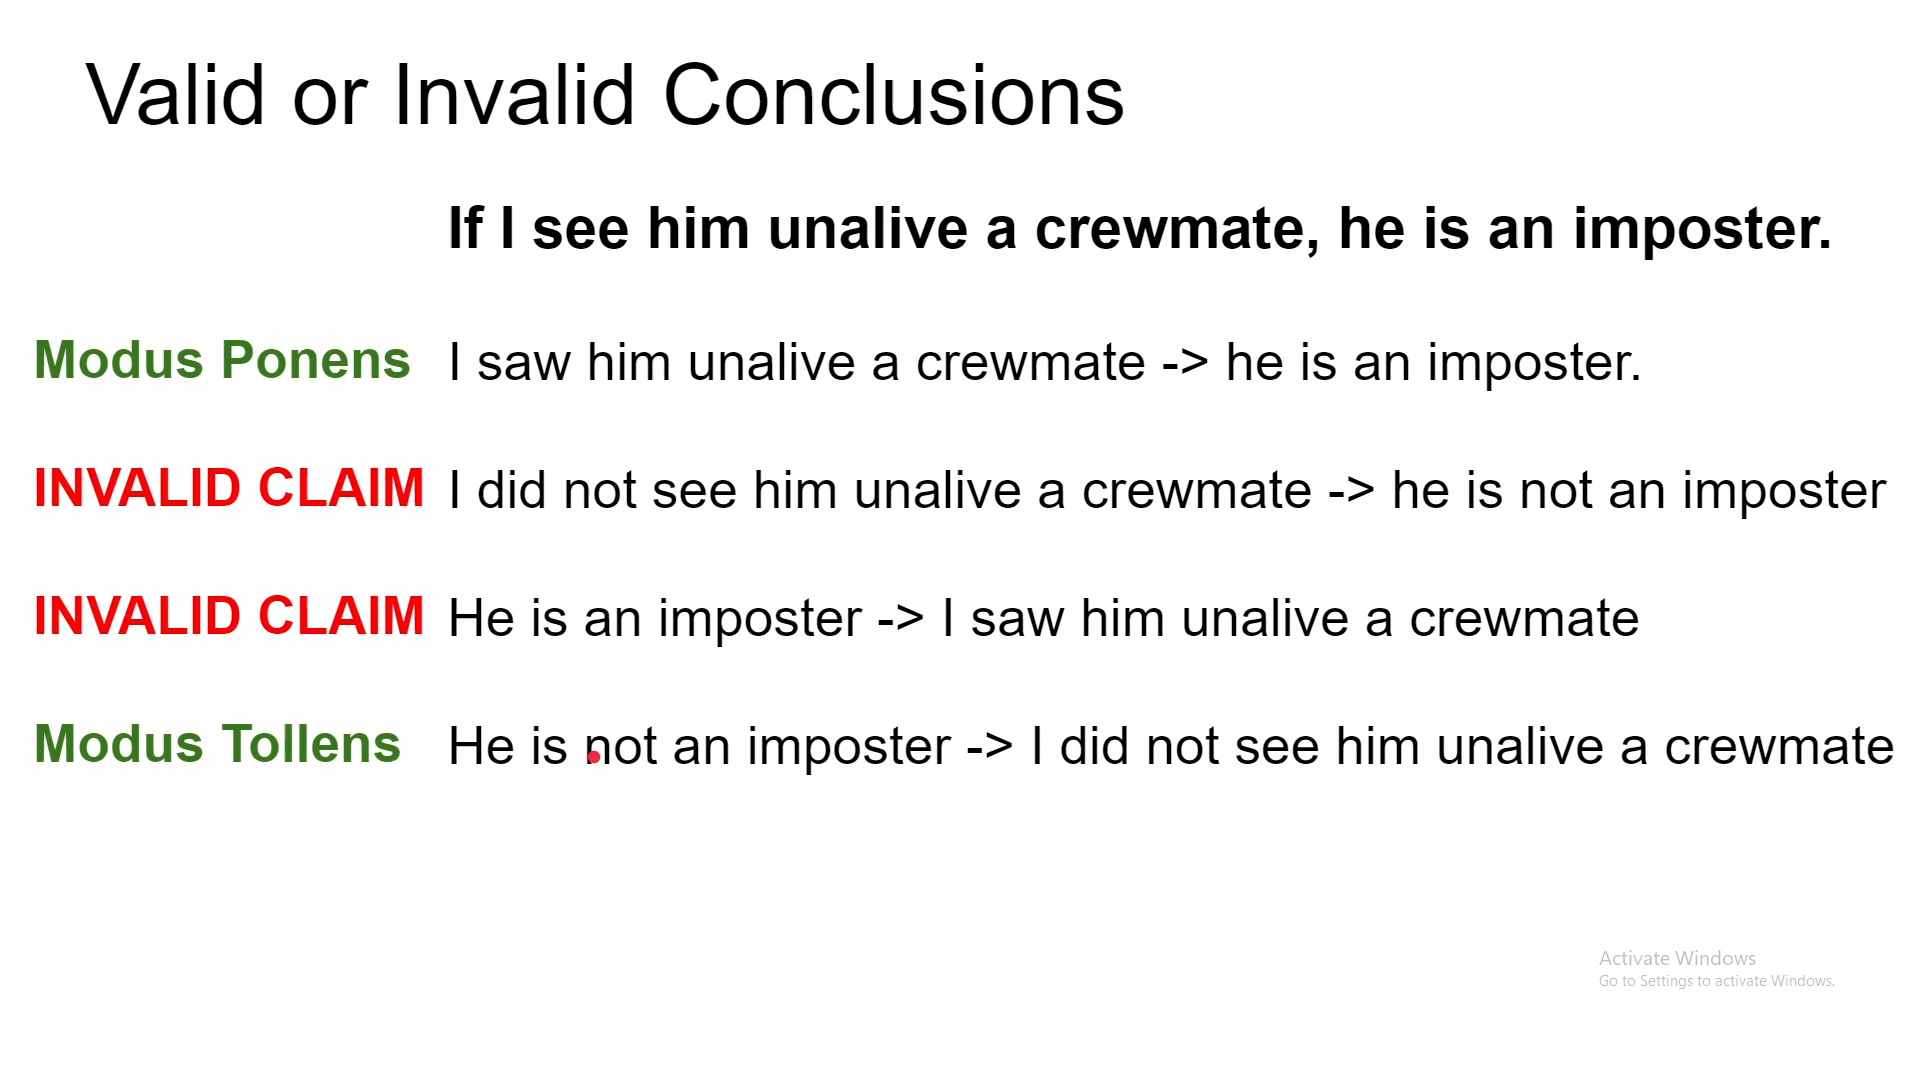 Valid or Invalid Conclusions
If I see him unalive a crewmate, he is an imposter.
Modus Ponens I saw him unalive a crewmate -> he is an imposter.
INVALID CLAIM I did not see him unalive a crewmate -> he is not an imposter
INVALID CLAIM He is an imposter -> I saw him unalive a crewmate
Modus Tollens He is not an imposter -> I did not see him unalive a crewmate
Activate Windows
Go to Settings to activate Windows.